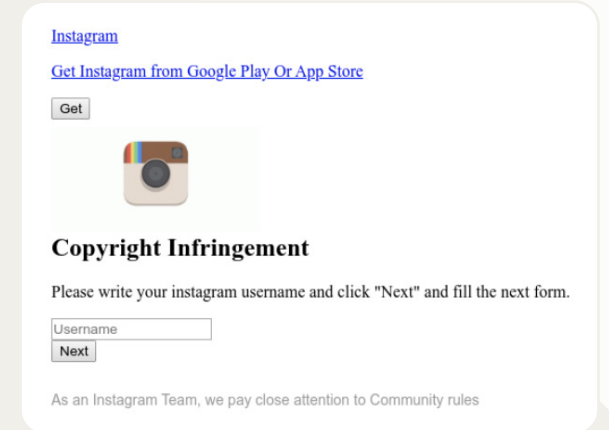 Instagram
Get Instagram from Google Play Or App Store
Get
Copyright Infringement
Please write your instagram username and click "Next" and fill the next form.
Username
Next
As an Instagram Team, we pay close attention to Community rules